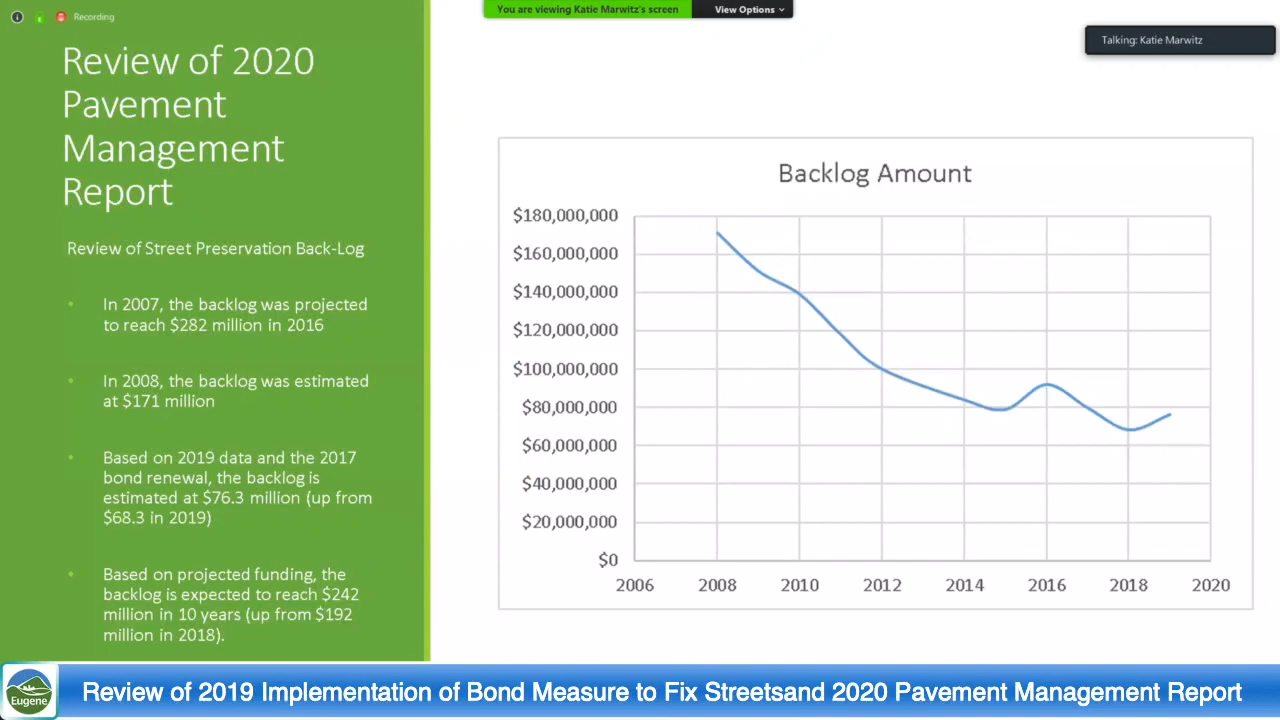 Recording
You are viewing Katie Marwitz's screen
View Options
Talking: Katie Marwitz
Review of 2020
Pavement
Management
Report
Review of Street Preservation Back-Log
• In 2007, the backlog was projected
to reach $282 million in 2016
• In 2008, the backlog was estimated
at $171 million
• Based on 2019 data and the 2017
bond renewal, the backlog is
estimated at $76.3 million (up from
$68.3 in 2019)
• Based on projected funding, the
backlog is expected to reach $242
million in 10 years (up from $192
million in 2018).
Backlog Amount
$180,000,000
$160,000,000
$140,000,000
$120,000,000
$100,000,000
$80,000,000
$60,000,000
$40,000,000
$20,000,000
$0
2006 2008 2010 2012 2014 2016 2018 2020
Eugene
Review of 2019 Implementation of Bond Measure to Fix Streetsand 2020 Pavement Management Report